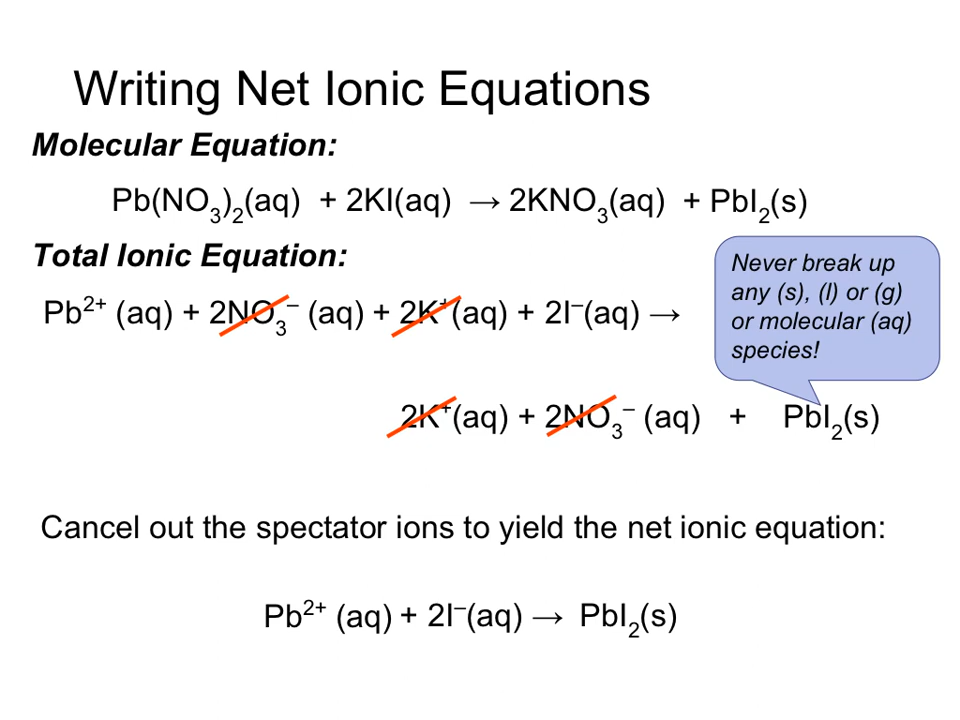 Writing Net Ionic Equations
Molecular Equation:
Pb(NO₃)₂(aq) + 2KI(aq) → 2KNO₃(aq) + PbI₂(s)
Total Ionic Equation:
Pb²⁺ (aq) + 2NO₃⁻ (aq) + 2K⁺(aq) + 2I⁻(aq) →
Never break up
any (s), (l) or (g)
or molecular (aq)
species!
2K⁺(aq) + 2NO₃⁻ (aq) + PbI₂(s)
Cancel out the spectator ions to yield the net ionic equation:
Pb²⁺ (aq) + 2I⁻(aq) → PbI₂(s)